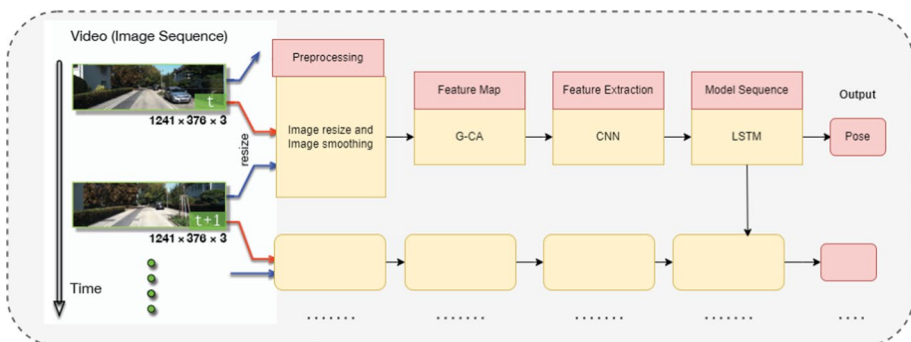 Video (Image Sequence)
t
1241 × 376 × 3
resize
t+1
1241 × 376 × 3
Time
Preprocessing
Image resize and
Image smoothing
Feature Map
G-CA
Feature Extraction
CNN
Model Sequence
LSTM
Output
Pose